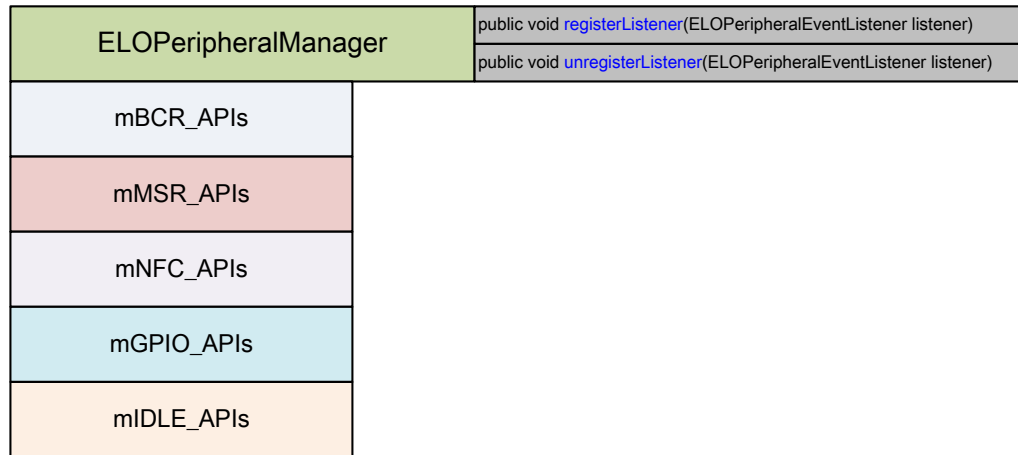 ELOPeripheralManager
public void registerListener(ELOPeripheralEventListener listener)
public void unregisterListener(ELOPeripheralEventListener listener)
mBCR_APIs
mMSR_APIs
mNFC_APIs
mGPIO_APIs
mIDLE_APIs